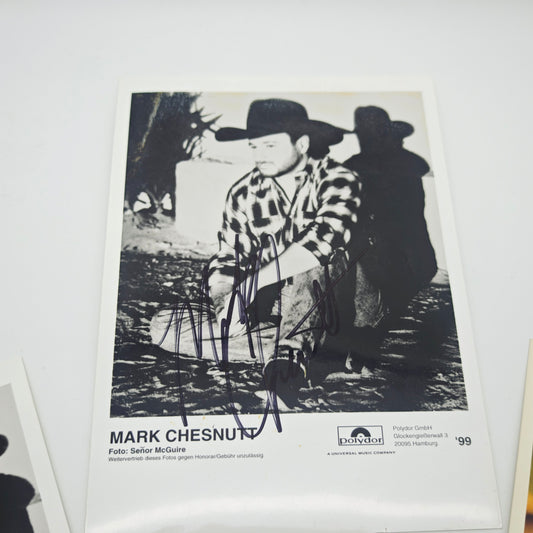 MARK CHESNUTT
Foto: Señor McGuire
Weitervertrieb dieses Fotos gegen Honorar/Gebühr unzulässig
polydor
A UNIVERSAL MUSIC COMPANY
Polydor GmbH
Glockengießerwall 3
20095 Hamburg
'99